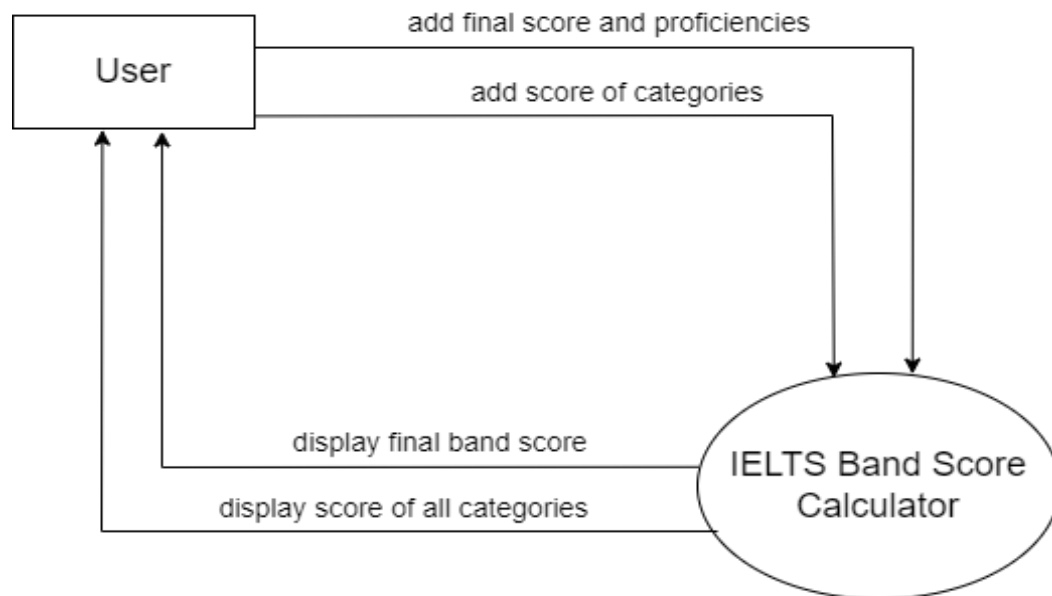 add final score and proficiencies
User
add score of categories
display final band score
IELTS Band Score
Calculator
display score of all categories